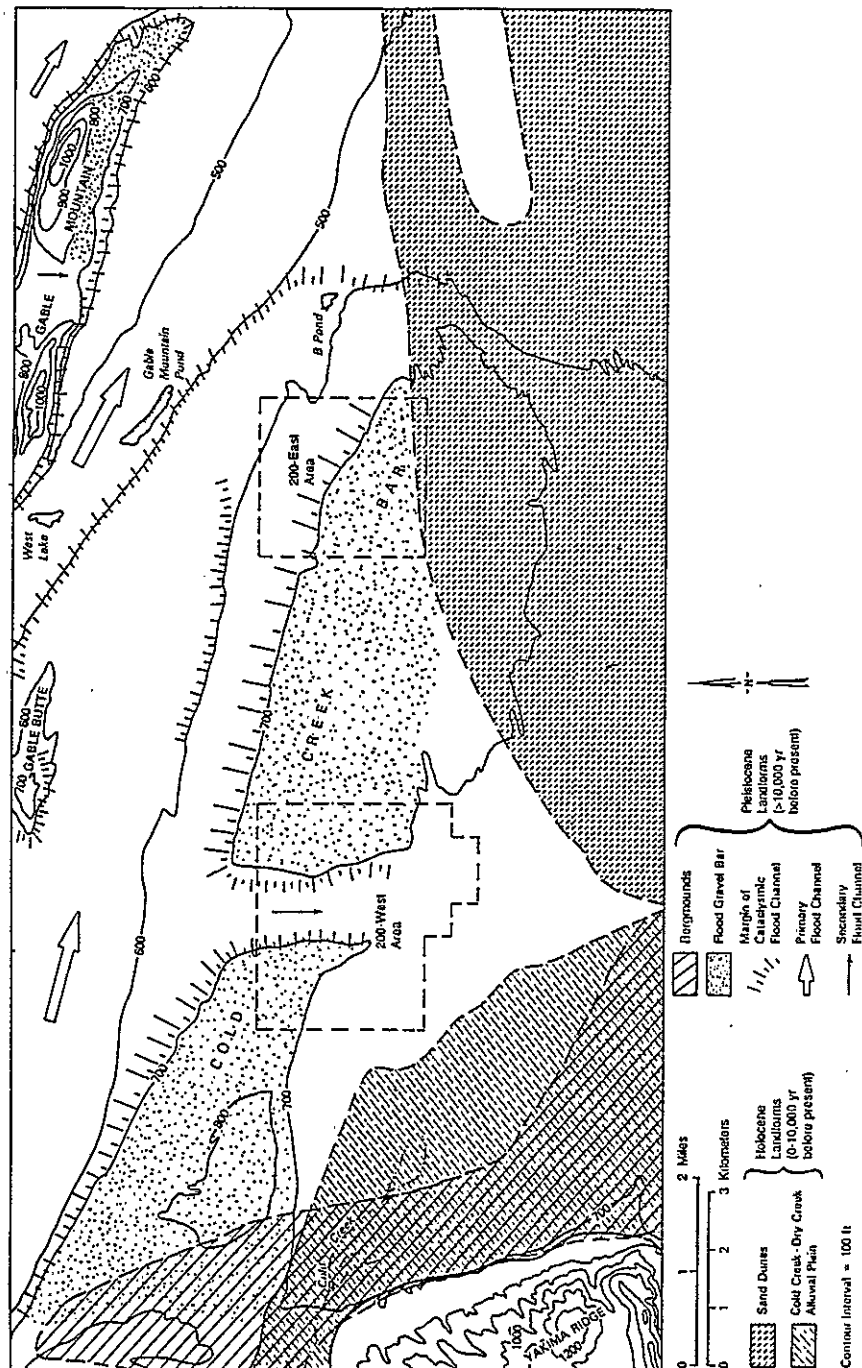 700
GABLE BUTTE
600
West
Lake
800
1000
GABLE
Gable
Mountain
Pond
900
1000
800
MOUNTAIN
700
600
500
500
600
B Pond
200-East
Area
700
700
COLD
CREEK
BAR
800
700
200-West
Area
Cold Creek
700
1000
YAKIMA RIDGE
1200
0 1 2 Miles
0 1 2 3 Kilometers
Sand Dunes
Cold Creek-Dry Creek
Alluvial Plain
Holocene
Landforms
(0-10,000 yr
before present)
Contour Interval = 100 ft
Bergmounds
Flood Gravel Bar
Margin of
Cataclysmic
Flood Channel
Primary
Flood Channel
Secondary
Flood Channel
Pleistocene
Landforms
(>10,000 yr
before present)
-N-